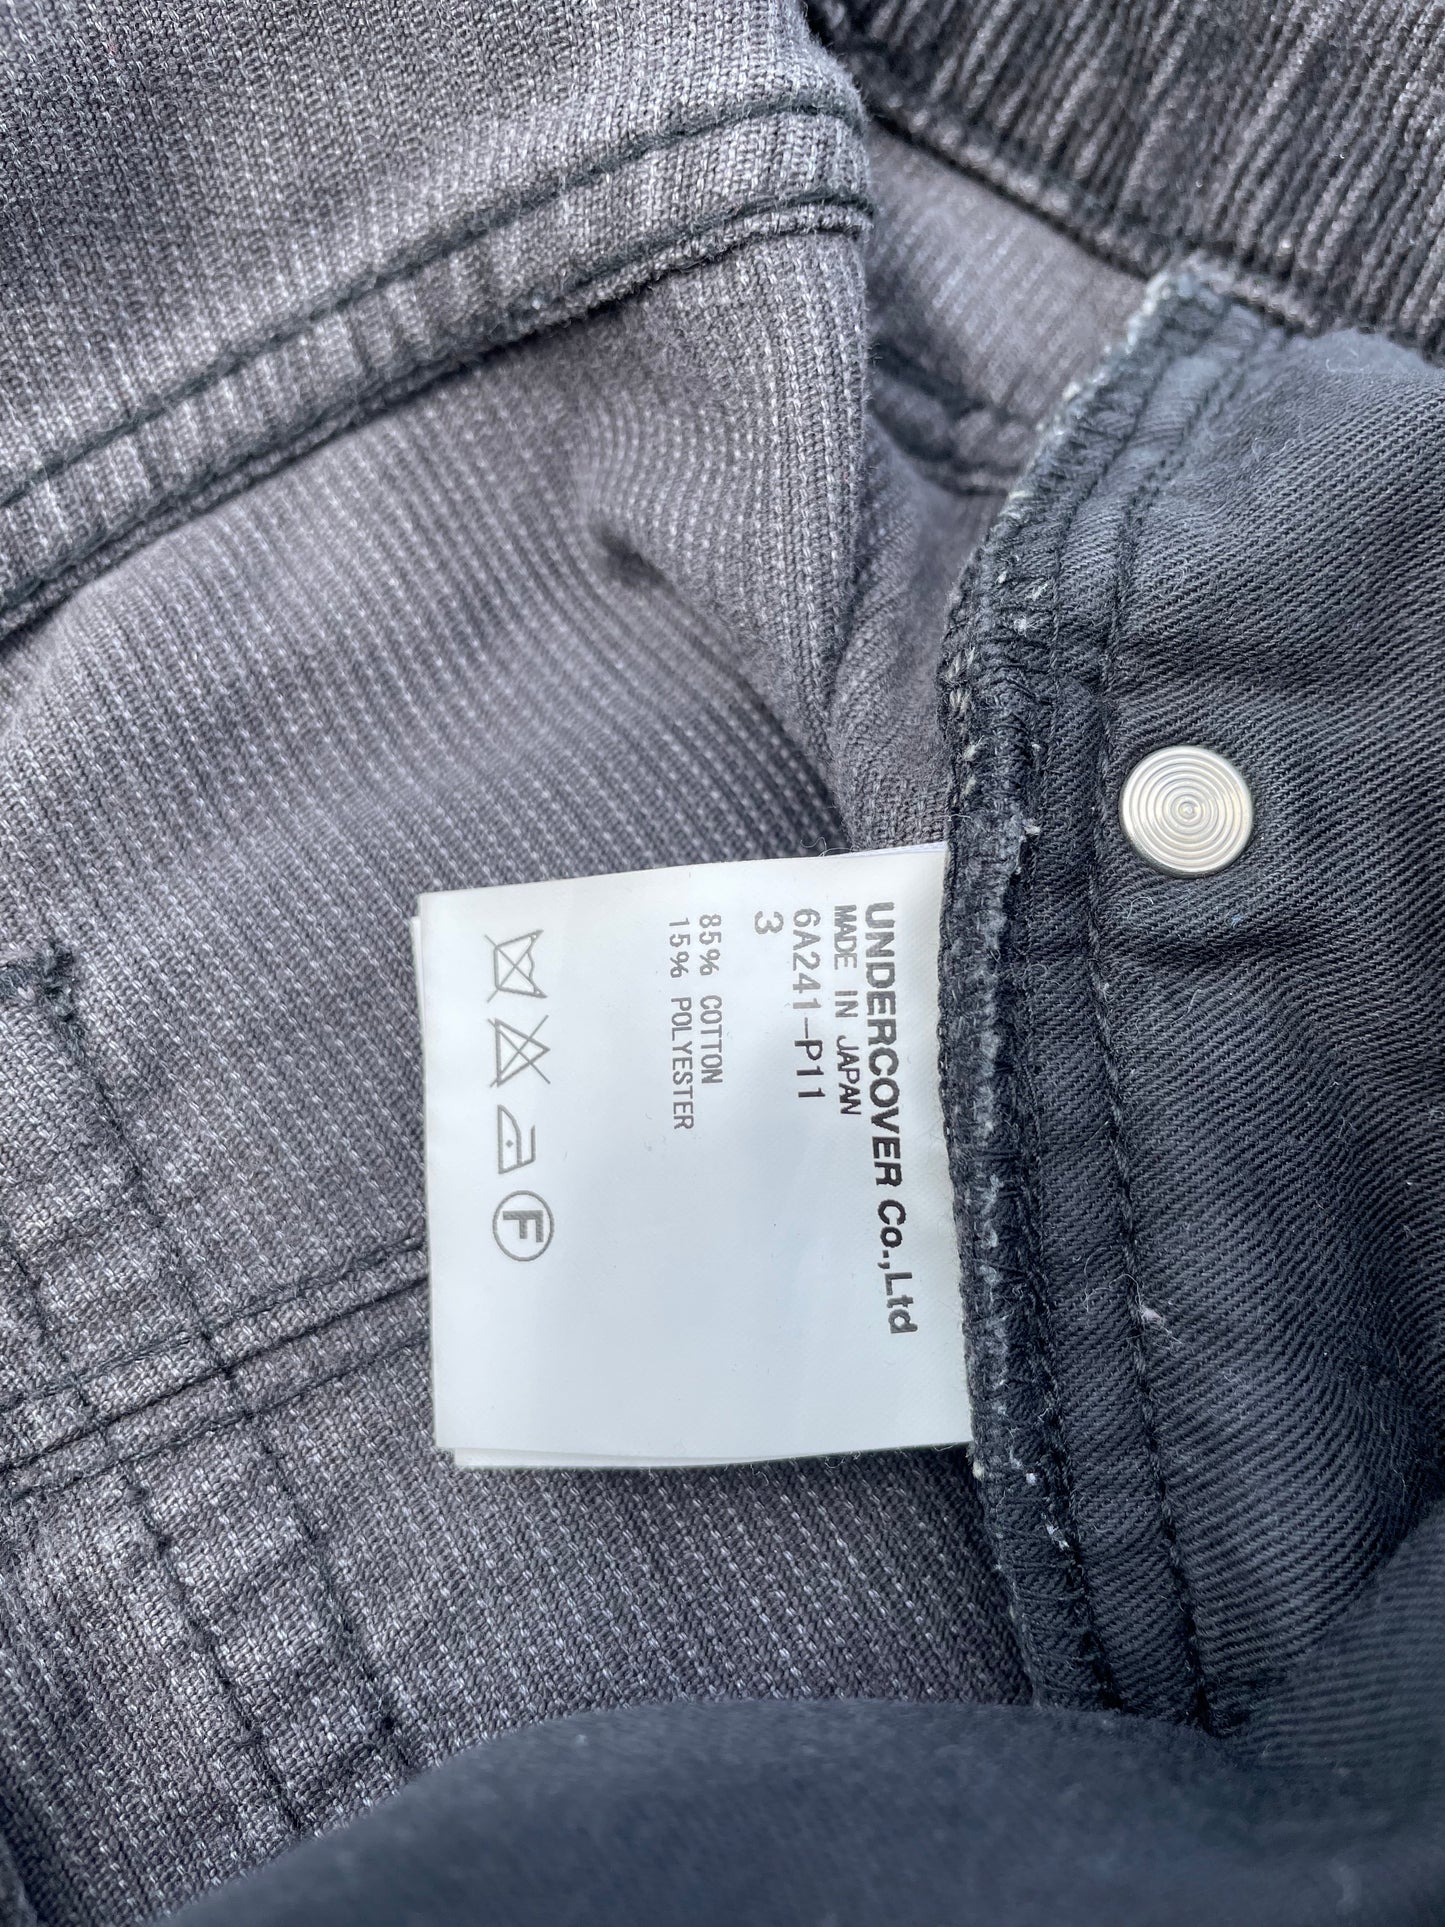 UNDERCOVER Co.,Ltd
MADE IN JAPAN
6A241-P11
3
85% COTTON
15% POLYESTER
F